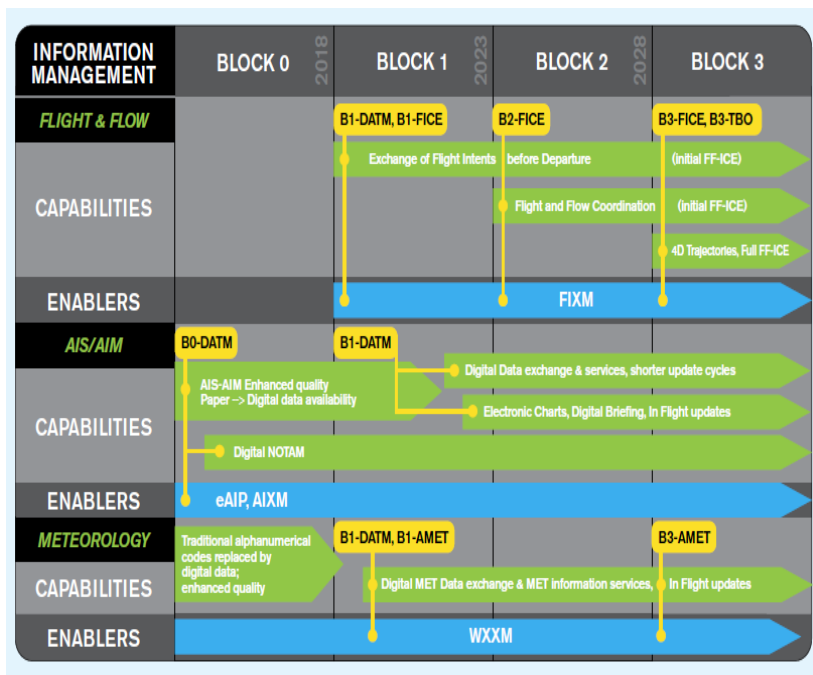 INFORMATION
MANAGEMENT
BLOCK 0
2018
BLOCK 1
2023
BLOCK 2
2028
BLOCK 3
FLIGHT & FLOW
B1-DATM, B1-FICE
B2-FICE
B3-FICE, B3-TBO
CAPABILITIES
Exchange of Flight Intents before Departure (initial FF-ICE)
Flight and Flow Coordination (initial FF-ICE)
4D Trajectories, Full FF-ICE
ENABLERS
FIXM
AIS/AIM
B0-DATM
B1-DATM
CAPABILITIES
AIS-AIM Enhanced quality
Paper –> Digital data availability
Digital Data exchange & services, shorter update cycles
Electronic Charts, Digital Briefing, In Flight updates
Digital NOTAM
ENABLERS
eAIP, AIXM
METEOROLOGY
Traditional alphanumerical
codes replaced by
digital data;
enhanced quality
B1-DATM, B1-AMET
B3-AMET
CAPABILITIES
Digital MET Data exchange & MET information services, In Flight updates
ENABLERS
WXXM